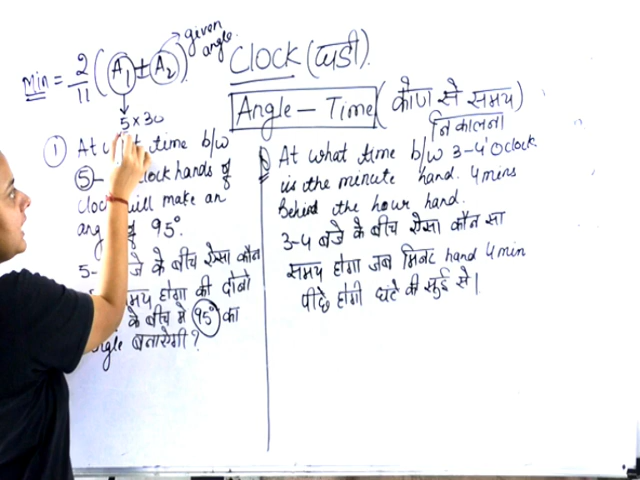 Clock (घडी).
Min = 2/11 (A1 ± A2) given angle.
5 × 30
Angle – Time (कोण से समय)
निकालना
① At time b/w
5– clock hands of
clock will make an
95°.
5– के बीच ऐसा कौन
समय होगा की दोनो
के बीच मे 95° का
angle बनायेगी?
At what time b/w 3-4 O'clock
is the minute hand. 4 mins
Behind the hour hand.
3-4 बजे के बीच ऐसा कौन सा
समय होगा जब मिनट hand 4 min
पीछे होगी घंटे की सुई से।